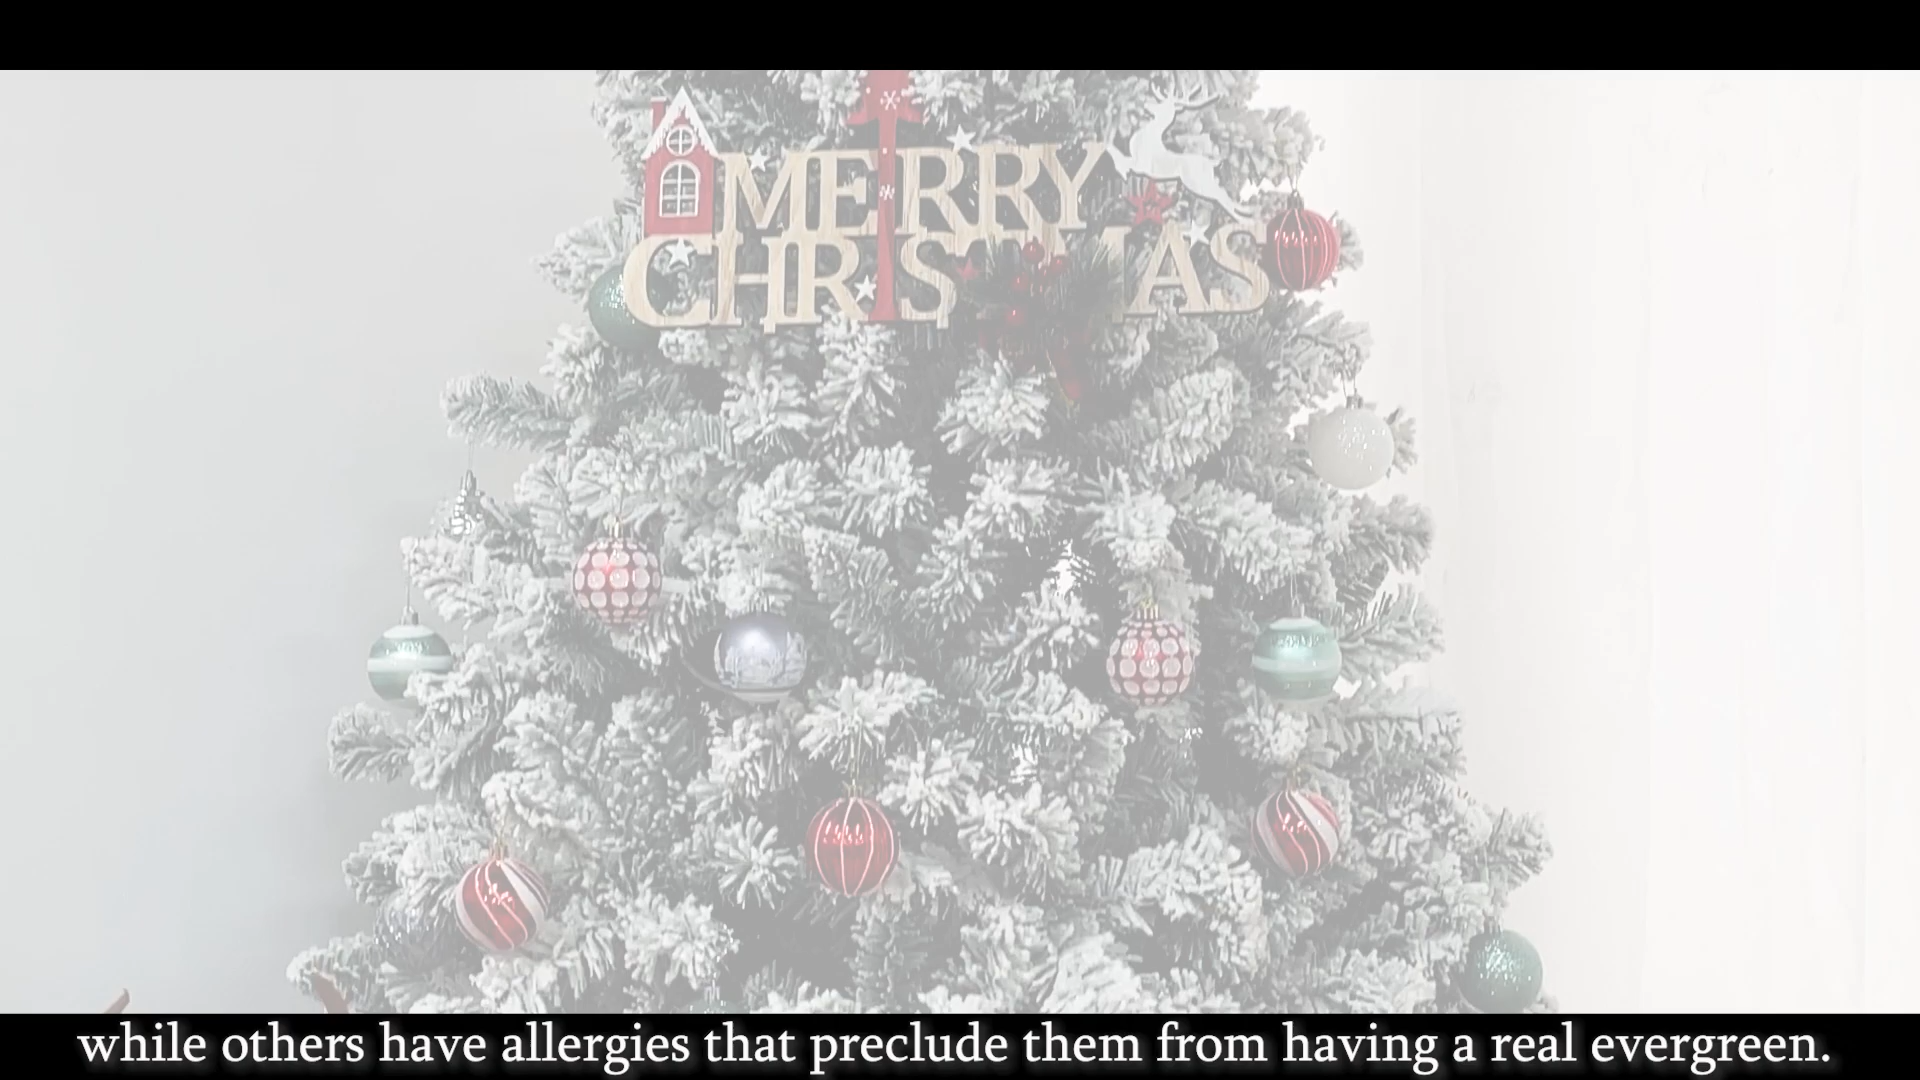 MERRY
CHRISTMAS
while others have allergies that preclude them from having a real evergreen.